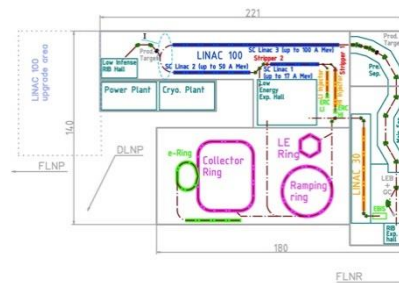 221
I
Prod.
Target
LINAC 100
SC Linac 3 (up to 100 A Mev)
SC Linac 2 (up to 50 A Mev)
Stripper 2
SC Linac 1
(up to 17 A Mev)
Low Intense
RIB Hall
Low
Energy
Exp. Hall
Power Plant
Cryo. Plant
LINAC 100
upgrade area
Pre
Sep.
140
DLNP
FLNP
e-Ring
Collector
Ring
LE
Ring
Ramping
ring
LINAC 30
LEB
+
EBIS
RIB
Exp.
hall
180
FLNR